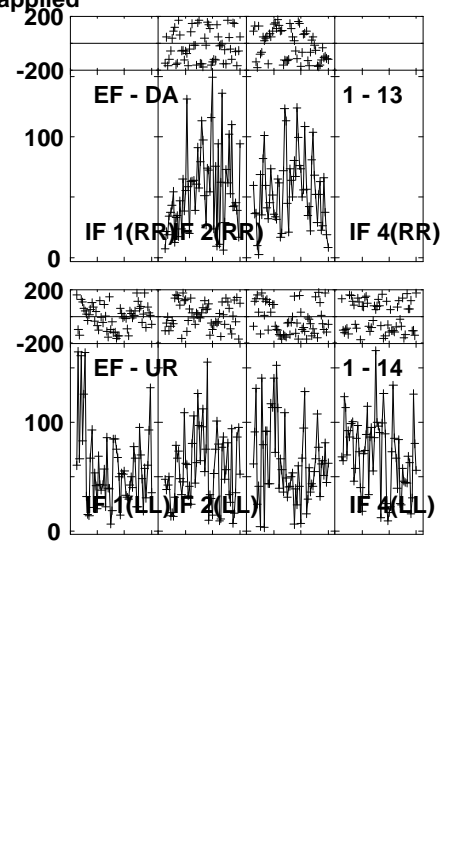 applied
200
-200
EF - DA 1 - 13
100
IF 1(RR) IF 2(RR) IF 4(RR)
0
200
-200
EF - UR 1 - 14
100
IF 1(LL) IF 2(LL) IF 4(LL)
0